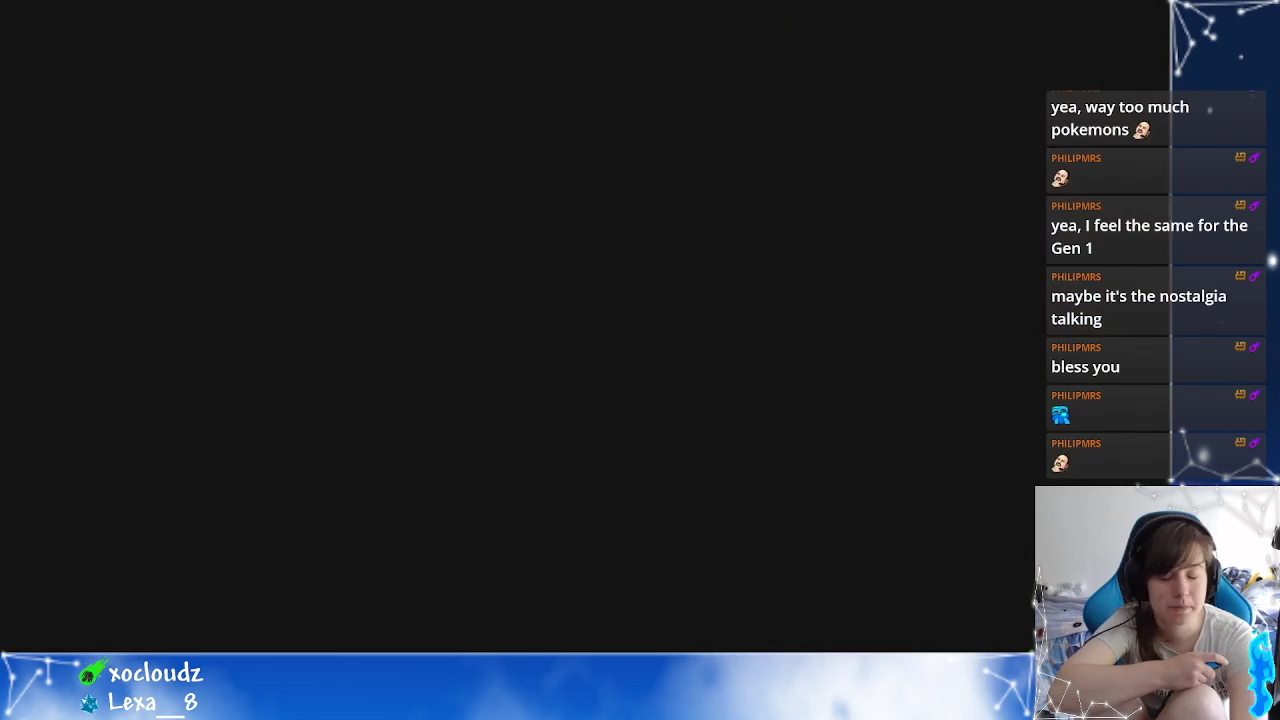 yea, way too much
pokemons
PHILIPMRS
PHILIPMRS
yea, I feel the same for the
Gen 1
PHILIPMRS
maybe it's the nostalgia
talking
PHILIPMRS
bless you
PHILIPMRS
PHILIPMRS
xocloudz
Lexa__8